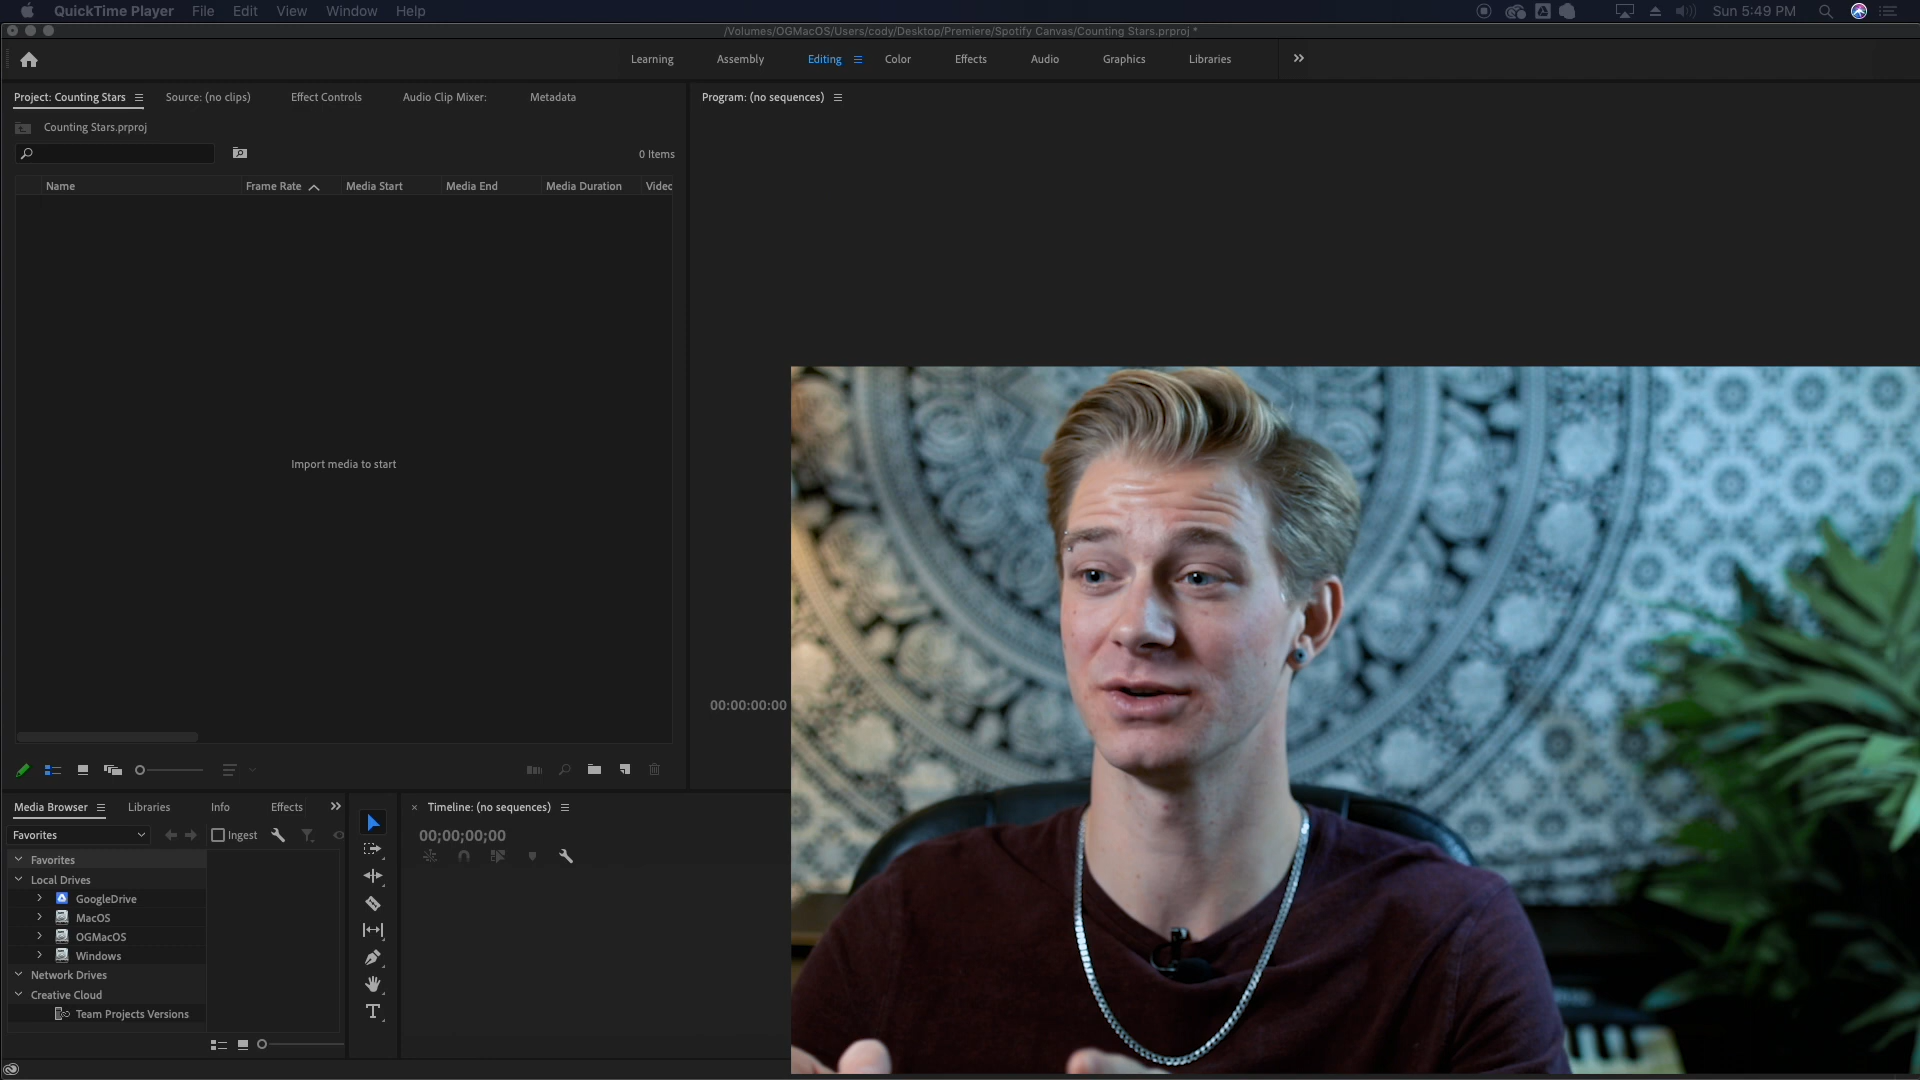 QuickTime Player File Edit View Window Help Sun 5:49 PM
/Volumes/OGMacOS/Users/cody/Desktop/Premiere/Spotify Canvas/Counting Stars.prproj *
Learning Assembly Editing Color Effects Audio Graphics Libraries
Project: Counting Stars Source: (no clips) Effect Controls Audio Clip Mixer: Metadata Program: (no sequences)
Counting Stars.prproj
0 Items
Name Frame Rate Media Start Media End Media Duration Videc
Import media to start
00:00:00:00
Media Browser Libraries Info Effects Timeline: (no sequences)
Favorites Ingest 00;00;00;00
Favorites
Local Drives
GoogleDrive
MacOS
OGMacOS
Windows
Network Drives
Creative Cloud
Team Projects Versions